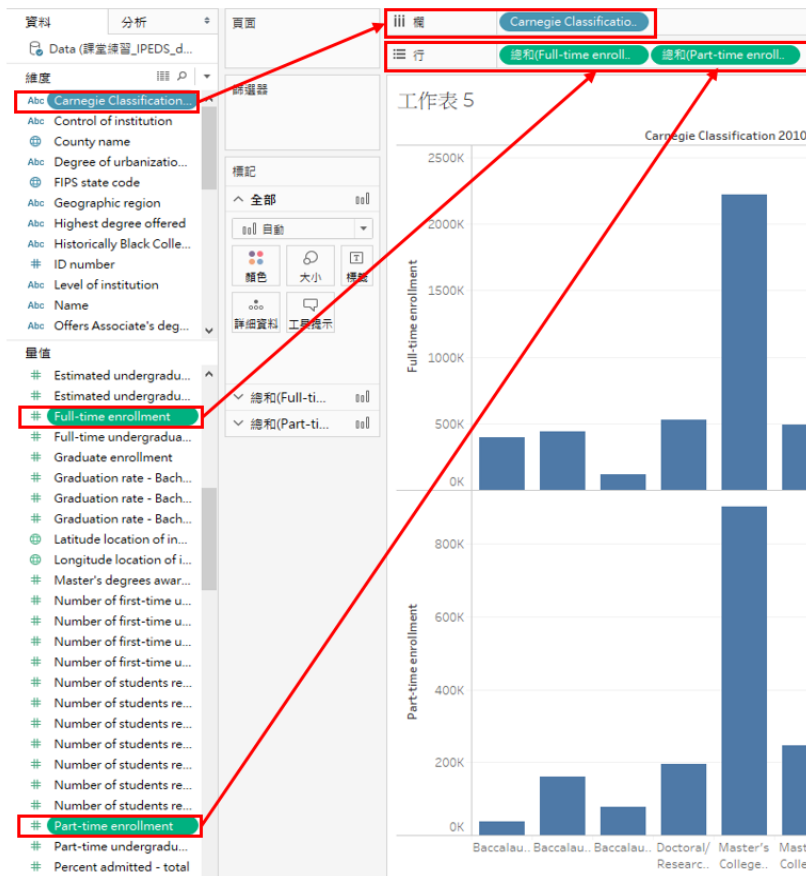 資料
分析
Data (課堂練習_IPEDS_d...
維度
Abc Carnegie Classification...
Abc Control of institution
County name
Abc Degree of urbanizatio...
FIPS state code
Abc Geographic region
Abc Highest degree offered
Abc Historically Black Colle...
# ID number
Abc Level of institution
Abc Name
Abc Offers Associate's deg...
量值
# Estimated undergradu...
# Estimated undergradu...
# Full-time enrollment
# Full-time undergradua...
# Graduate enrollment
# Graduation rate - Bach...
# Graduation rate - Bach...
# Graduation rate - Bach...
Latitude location of in...
Longitude location of i...
# Master's degrees awar...
# Number of first-time u...
# Number of first-time u...
# Number of first-time u...
# Number of first-time u...
# Number of students re...
# Number of students re...
# Number of students re...
# Number of students re...
# Number of students re...
# Number of students re...
# Number of students re...
# Part-time enrollment
# Part-time undergradu...
# Percent admitted - total
頁面
篩選器
標記
全部
自動
顏色
大小
標籤
詳細資料
工具提示
總和(Full-ti...
總和(Part-ti...
欄
Carnegie Classificatio..
行
總和(Full-time enroll..
總和(Part-time enroll..
工作表 5
Carnegie Classification 2010
2500K
2000K
1500K
1000K
500K
0K
Full-time enrollment
800K
600K
400K
200K
0K
Part-time enrollment
Baccalau..
Baccalau..
Baccalau..
Doctoral/
Researc..
Master's
College..
Mast
Colle